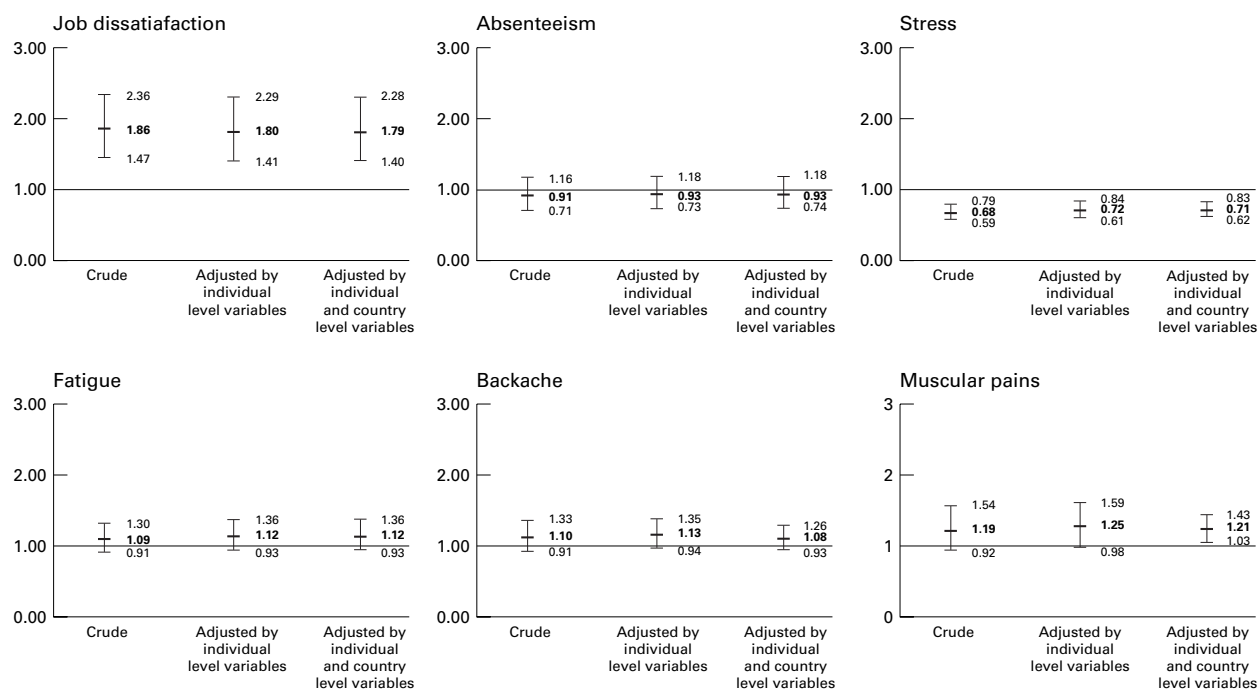 Job dissatiafaction
3.00
2.00
1.00
0.00
2.36
1.86
1.47
2.29
1.80
1.41
2.28
1.79
1.40
Crude
Adjusted by
individual
level variables
Adjusted by
individual
and country
level variables
Absenteeism
3.00
2.00
1.00
0.00
1.16
0.91
0.71
1.18
0.93
0.73
1.18
0.93
0.74
Crude
Adjusted by
individual
level variables
Adjusted by
individual
and country
level variables
Stress
3.00
2.00
1.00
0.00
0.79
0.68
0.59
0.84
0.72
0.61
0.83
0.71
0.62
Crude
Adjusted by
individual
level variables
Adjusted by
individual
and country
level variables
Fatigue
3.00
2.00
1.00
0.00
1.30
1.09
0.91
1.36
1.12
0.93
1.36
1.12
0.93
Crude
Adjusted by
individual
level variables
Adjusted by
individual
and country
level variables
Backache
3.00
2.00
1.00
0.00
1.33
1.10
0.91
1.35
1.13
0.94
1.26
1.08
0.93
Crude
Adjusted by
individual
level variables
Adjusted by
individual
and country
level variables
Muscular pains
3
2
1
0
1.54
1.19
0.92
1.59
1.25
0.98
1.43
1.21
1.03
Crude
Adjusted by
individual
level variables
Adjusted by
individual
and country
level variables